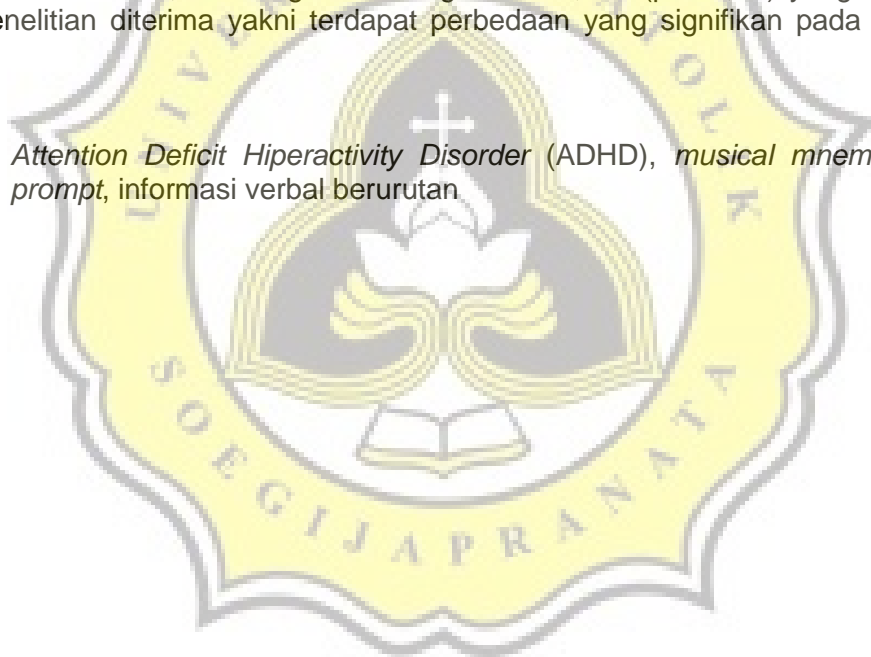 enelitian diterima yakni terdapat perbedaan yang signifikan pada
Attention Deficit Hiperactivity Disorder (ADHD), musical mnem
prompt, informasi verbal berurutan
SOEGIJAPRANATA